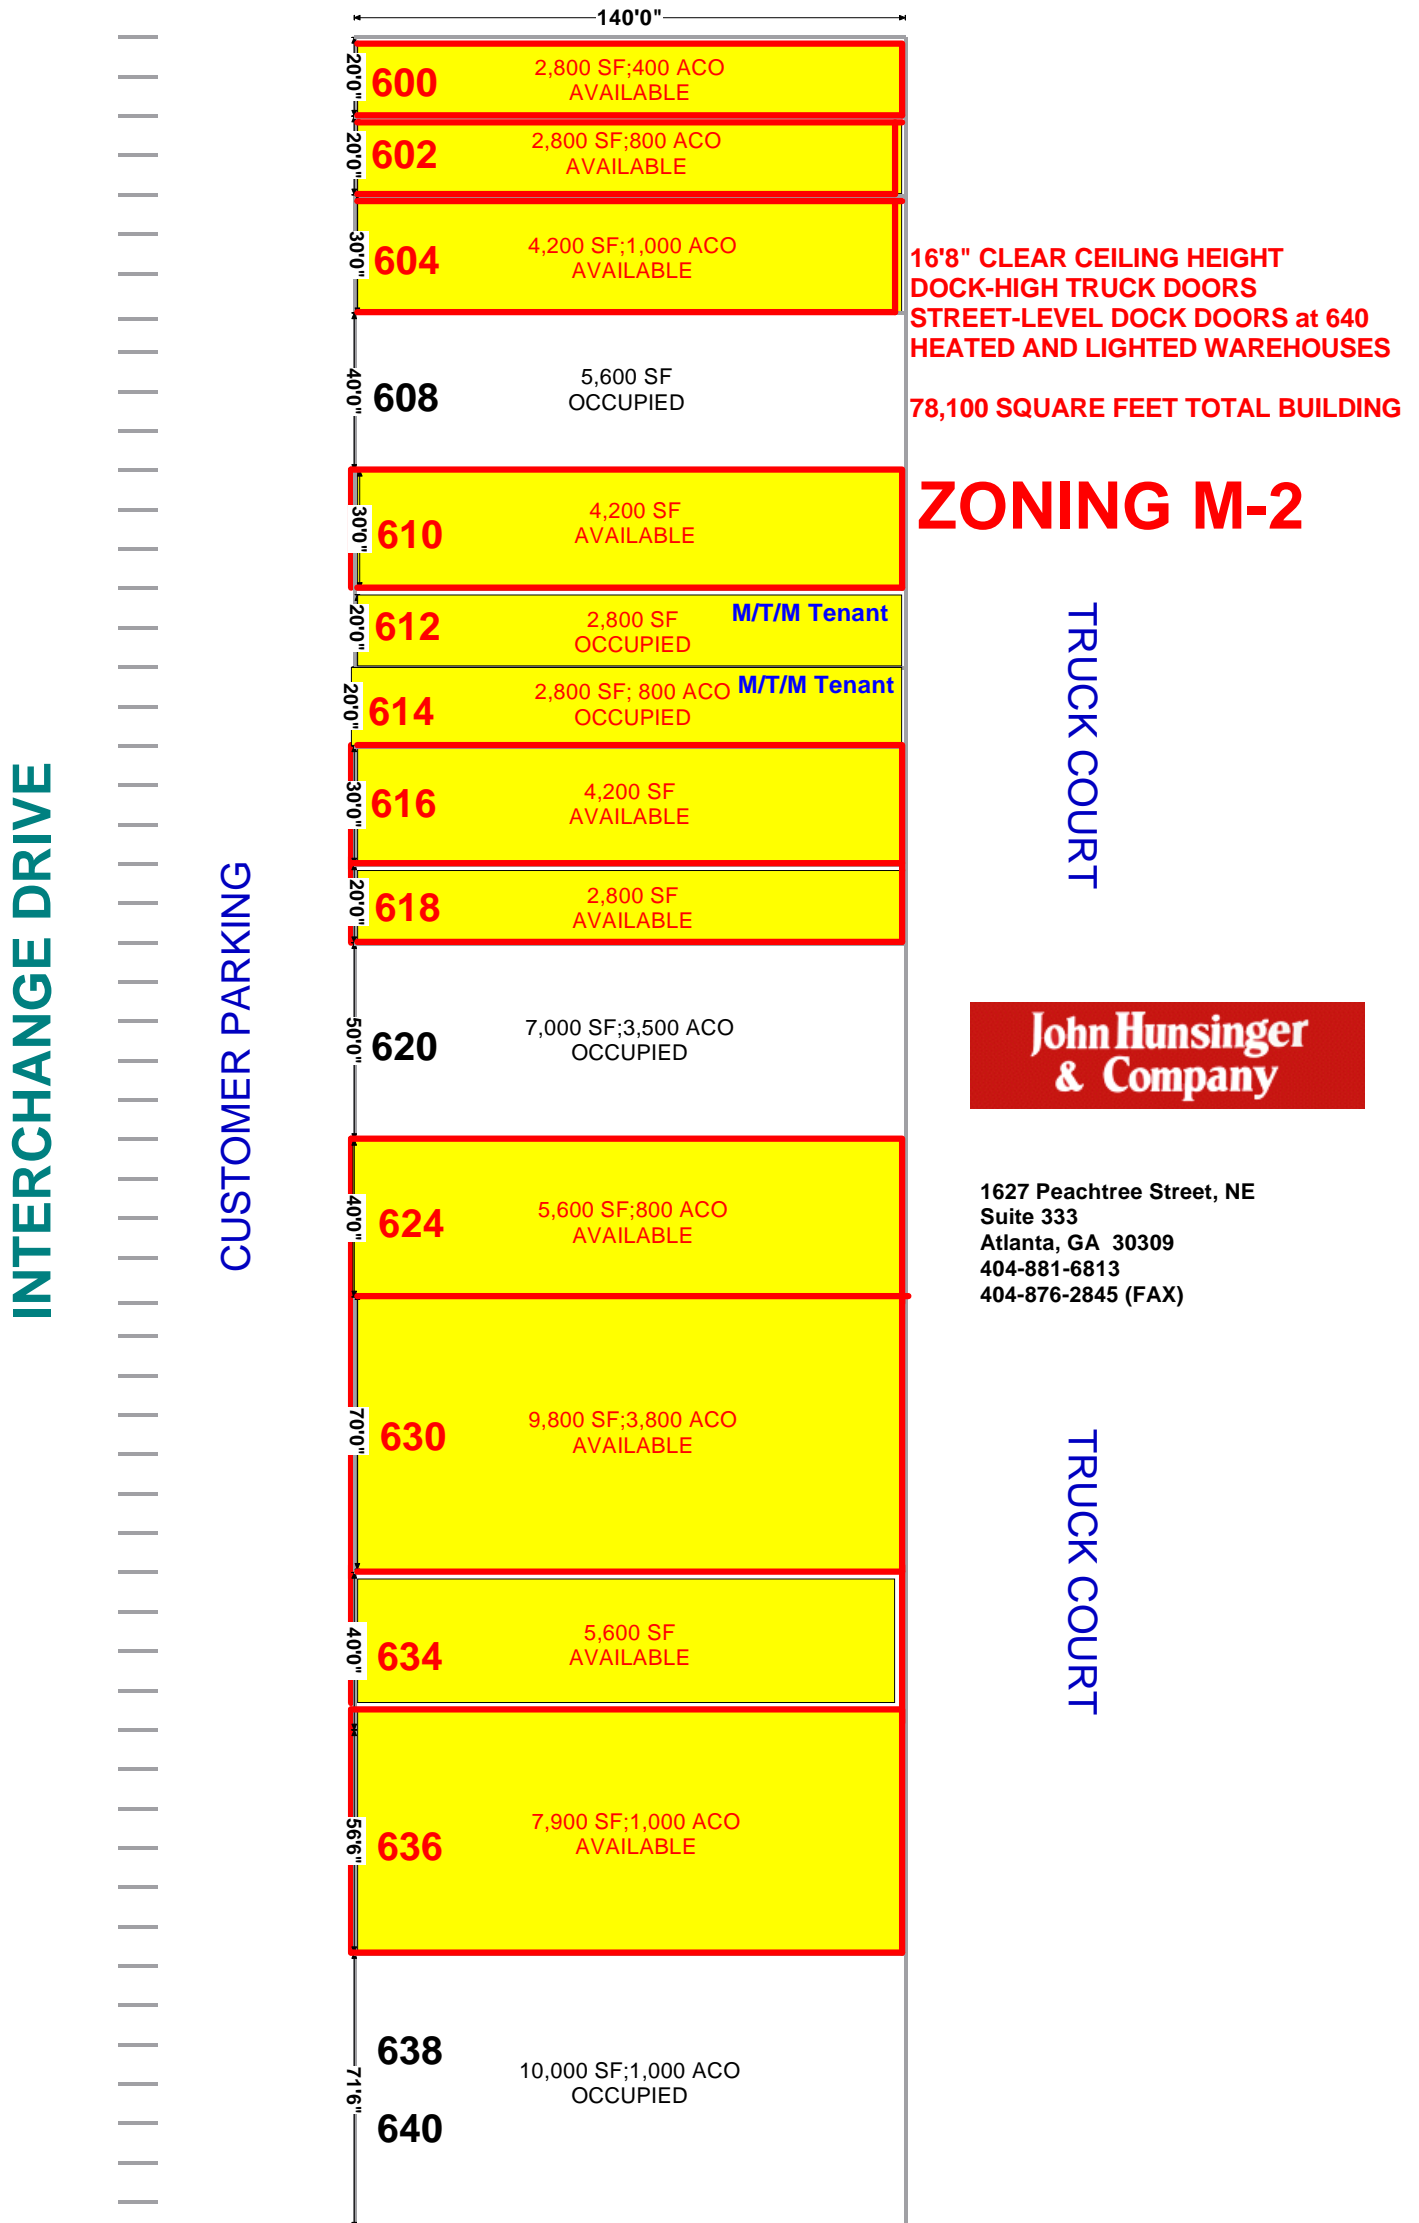 140'0"
20'0"
600
2,800 SF;400 ACO
AVAILABLE
20'0"
602
2,800 SF;800 ACO
AVAILABLE
30'0"
604
4,200 SF;1,000 ACO
AVAILABLE
16'8" CLEAR CEILING HEIGHT
DOCK-HIGH TRUCK DOORS
STREET-LEVEL DOCK DOORS at 640
HEATED AND LIGHTED WAREHOUSES
78,100 SQUARE FEET TOTAL BUILDING
40'0"
608
5,600 SF
OCCUPIED
ZONING M-2
30'0"
610
4,200 SF
AVAILABLE
20'0"
612
2,800 SF
OCCUPIED
M/T/M Tenant
20'0"
614
2,800 SF; 800 ACO
OCCUPIED
M/T/M Tenant
TRUCK COURT
30'0"
616
4,200 SF
AVAILABLE
20'0"
618
2,800 SF
AVAILABLE
INTERCHANGE DRIVE
CUSTOMER PARKING
50'0"
620
7,000 SF;3,500 ACO
OCCUPIED
John Hunsinger
& Company
1627 Peachtree Street, NE
Suite 333
Atlanta, GA 30309
404-881-6813
404-876-2845 (FAX)
40'0"
624
5,600 SF;800 ACO
AVAILABLE
70'0"
630
9,800 SF;3,800 ACO
AVAILABLE
TRUCK COURT
40'0"
634
5,600 SF
AVAILABLE
56'6"
636
7,900 SF;1,000 ACO
AVAILABLE
71'6"
638
640
10,000 SF;1,000 ACO
OCCUPIED